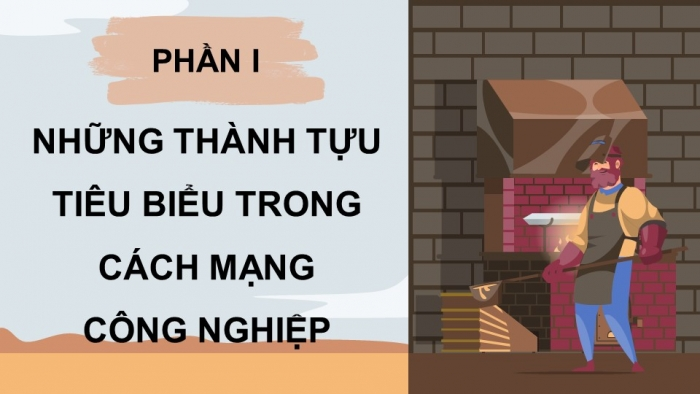 PHẦN I
NHỮNG THÀNH TỰU
TIÊU BIỂU TRONG
CÁCH MẠNG
CÔNG NGHIỆP